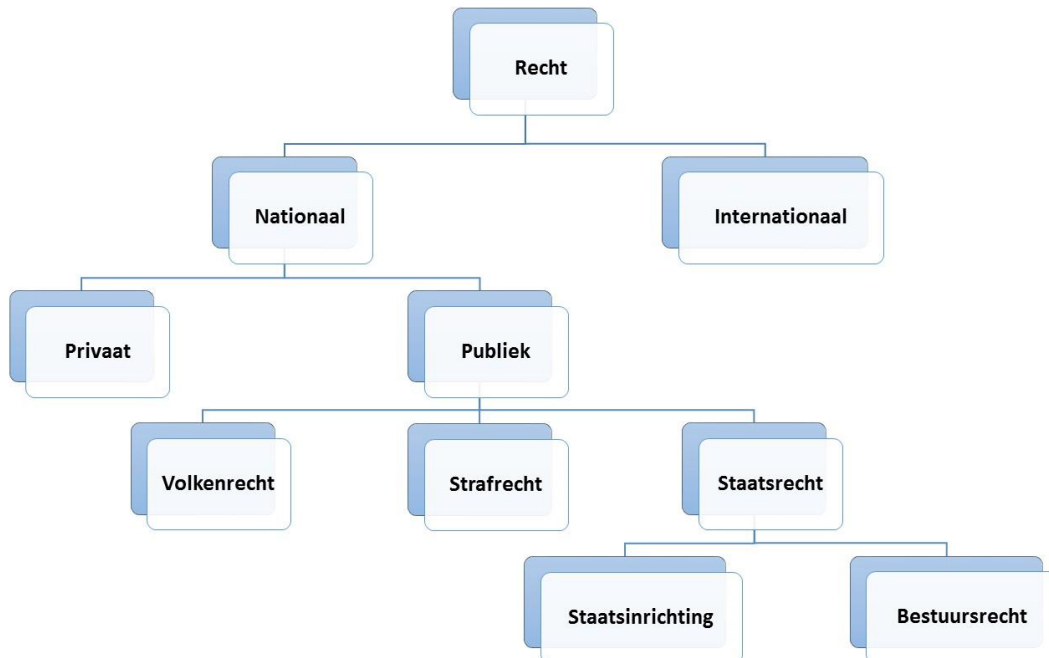 Recht
Nationaal
Internationaal
Privaat
Publiek
Volkenrecht
Strafrecht
Staatsrecht
Staatsinrichting
Bestuursrecht